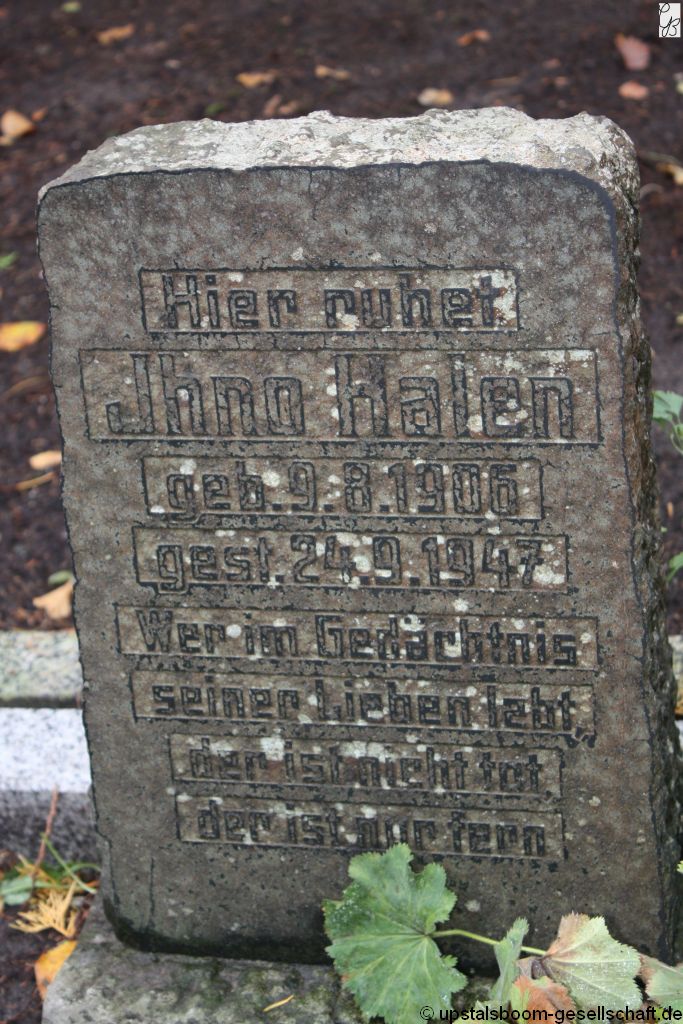 Hier ruhet
Jhno Halen
geb. 9.8.1906
gest. 24.9.1947
Wer im Gedächtnis
seiner Lieben lebt
der ist nicht tot
der ist nur fern
© upstalsboom-gesellschaft.de